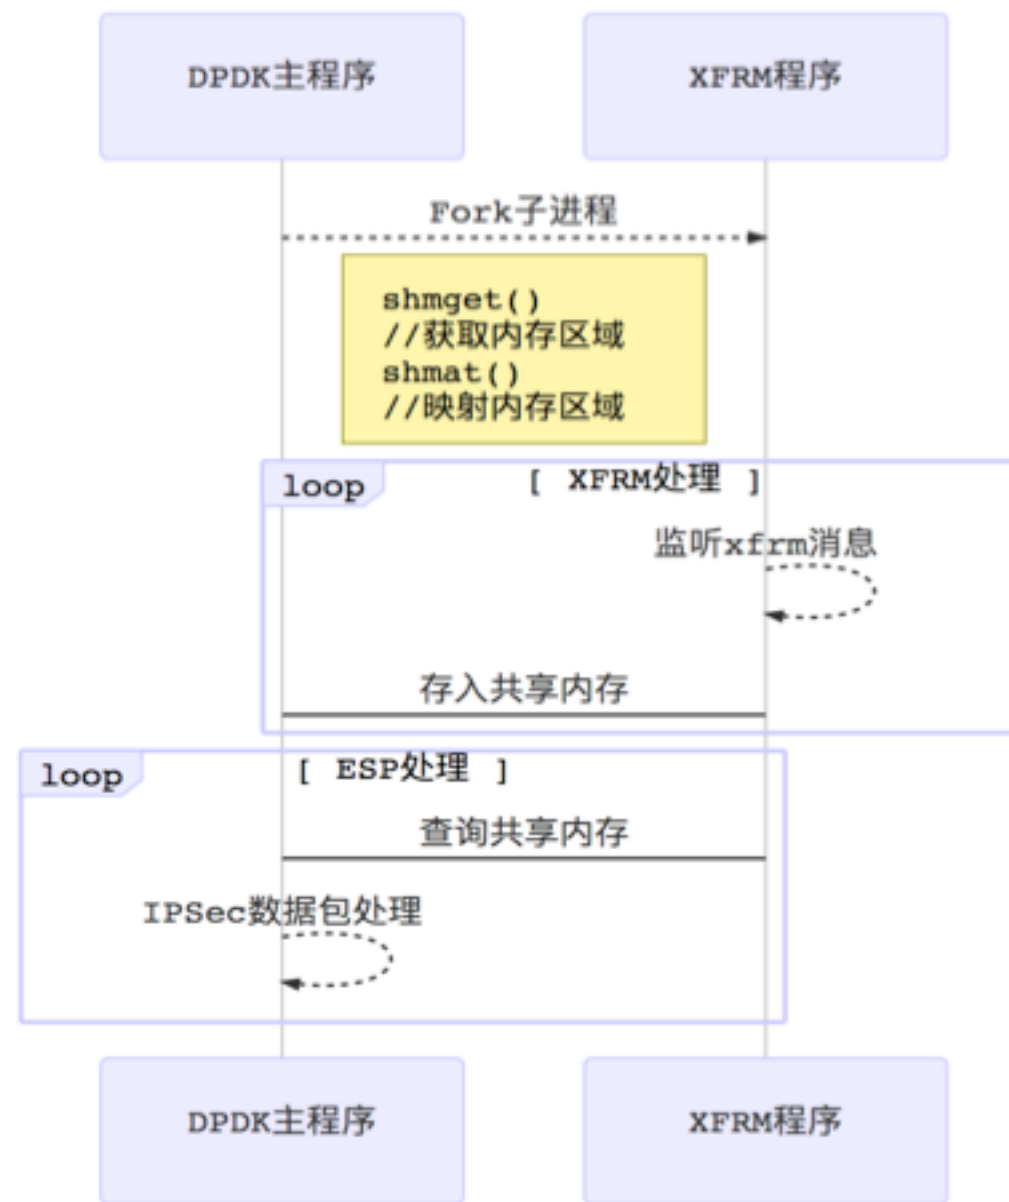 DPDK主程序
XFRM程序
Fork子进程
shmget()
//获取内存区域
shmat()
//映射内存区域
loop
[ XFRM处理 ]
监听xfrm消息
存入共享内存
loop
[ ESP处理 ]
查询共享内存
IPSec数据包处理
DPDK主程序
XFRM程序